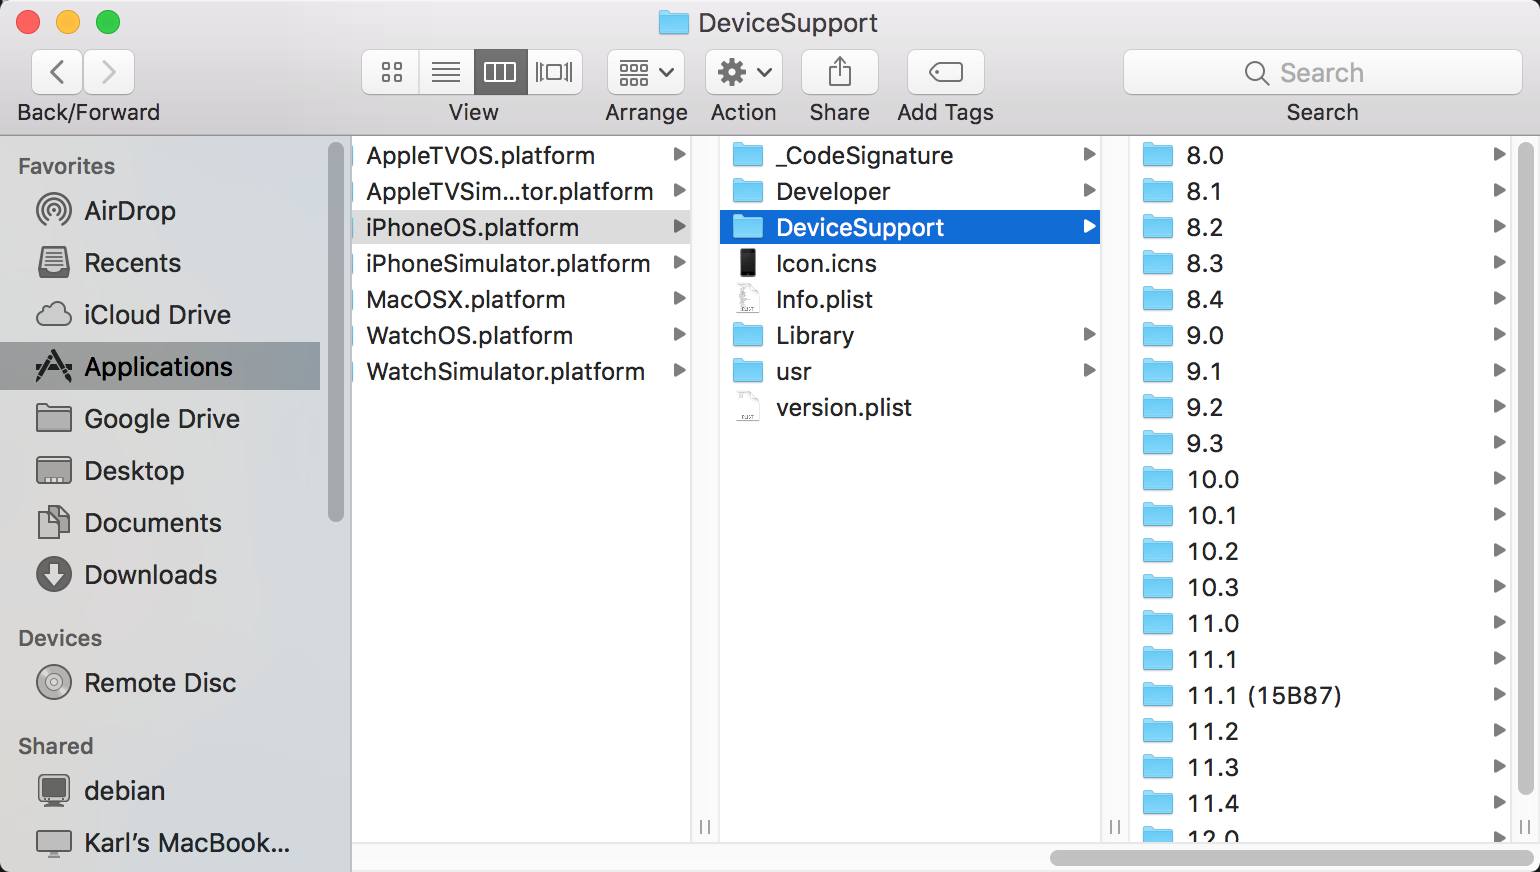 DeviceSupport
Search
Back/Forward
View
Arrange
Action
Share
Add Tags
Search
Favorites
AirDrop
Recents
iCloud Drive
Applications
Google Drive
Desktop
Documents
Downloads
Devices
Remote Disc
Shared
debian
Karl’s MacBook...
AppleTVOS.platform
AppleTVSim...tor.platform
iPhoneOS.platform
iPhoneSimulator.platform
MacOSX.platform
WatchOS.platform
WatchSimulator.platform
_CodeSignature
Developer
DeviceSupport
Icon.icns
Info.plist
Library
usr
version.plist
8.0
8.1
8.2
8.3
8.4
9.0
9.1
9.2
9.3
10.0
10.1
10.2
10.3
11.0
11.1
11.1 (15B87)
11.2
11.3
11.4
12.0